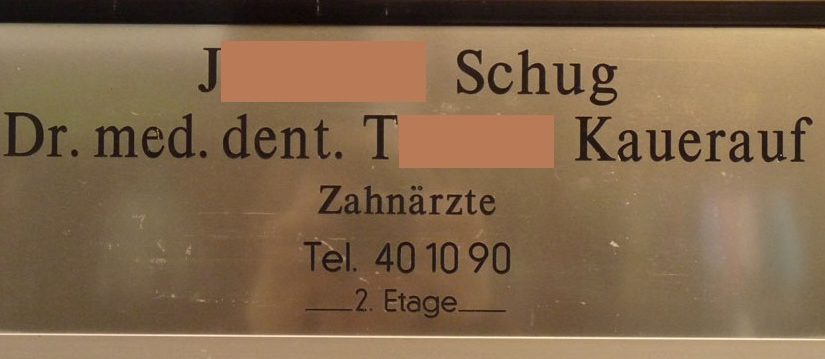 J Schug
Dr. med. dent. T Kauerauf
Zahnärzte
Tel. 40 10 90
2. Etage